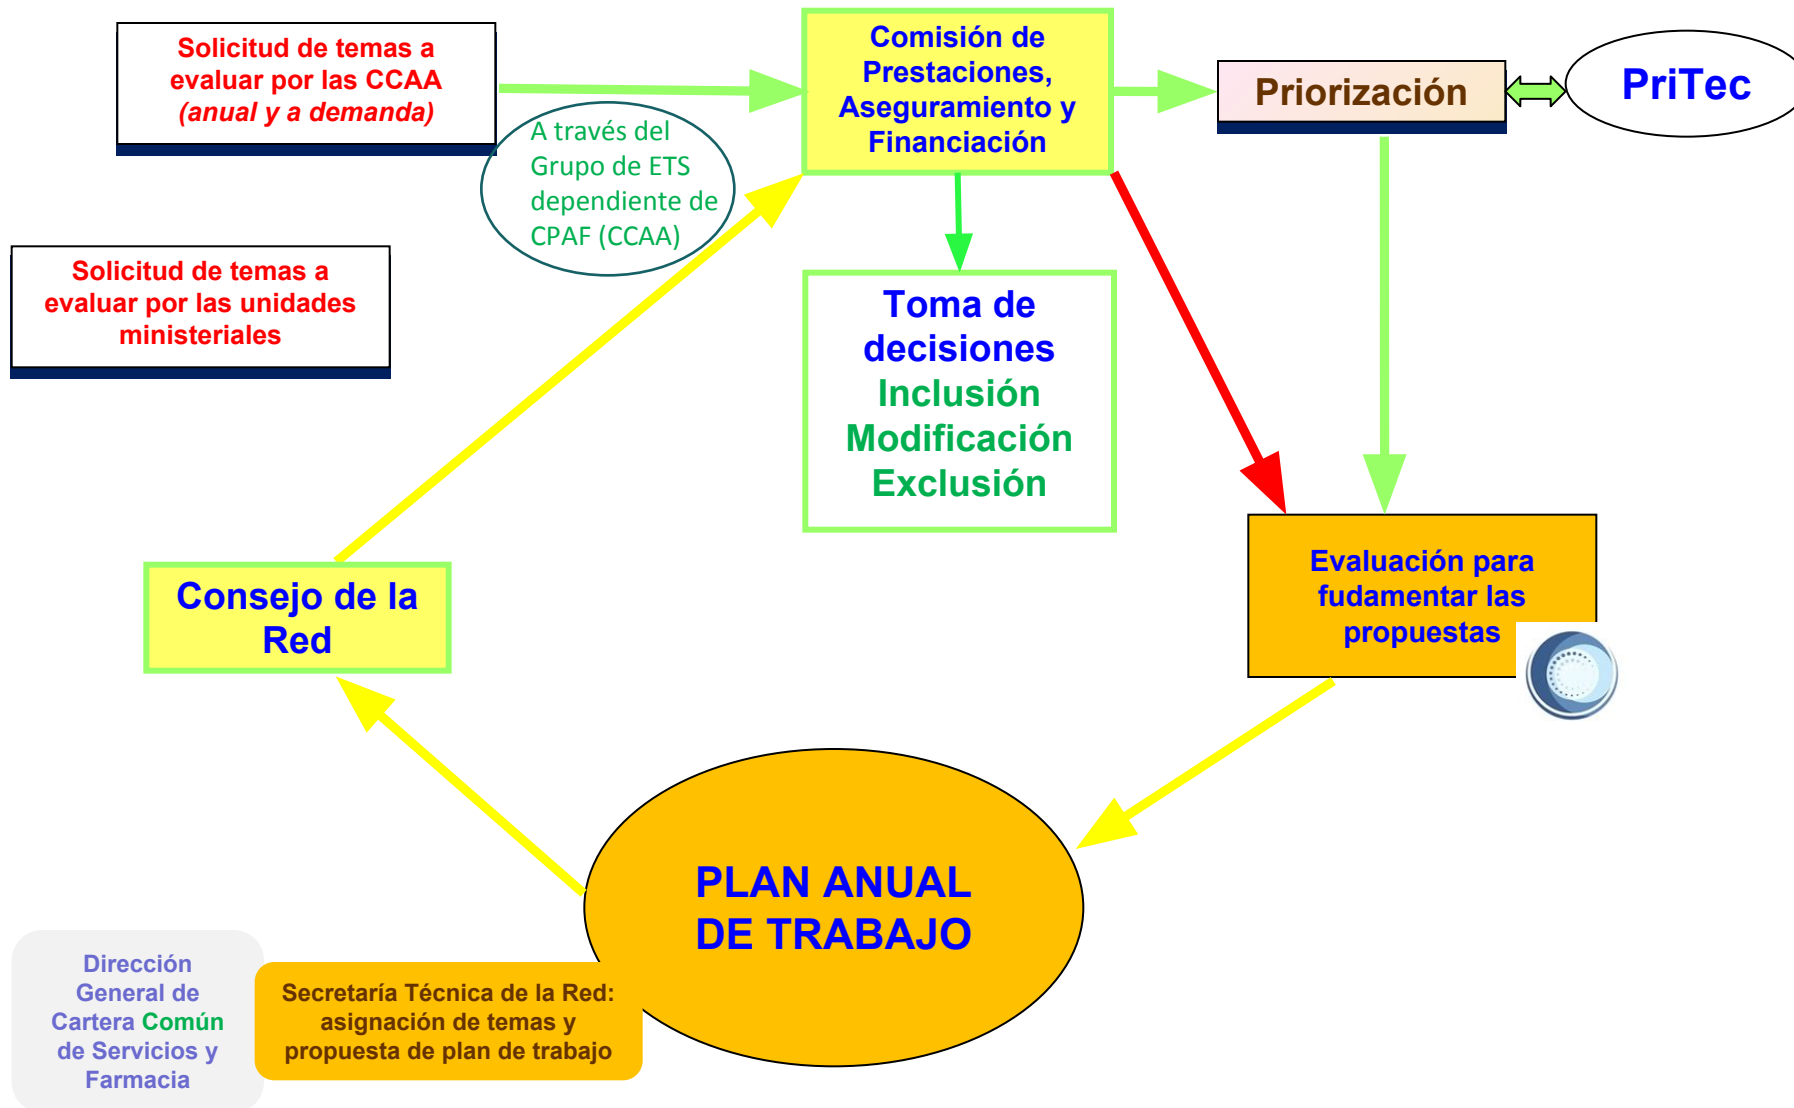 Solicitud de temas a
evaluar por las CCAA
(anual y a demanda)
A través del
Grupo de ETS
dependiente de
CPAF (CCAA)
Comisión de
Prestaciones,
Aseguramiento y
Financiación
Priorización
PriTec
Solicitud de temas a
evaluar por las unidades
ministeriales
Toma de
decisiones
Inclusión
Modificación
Exclusión
Evaluación para
fudamentar las
propuestas
Consejo de la
Red
PLAN ANUAL
DE TRABAJO
Dirección
General de
Cartera Común
de Servicios y
Farmacia
Secretaría Técnica de la Red:
asignación de temas y
propuesta de plan de trabajo